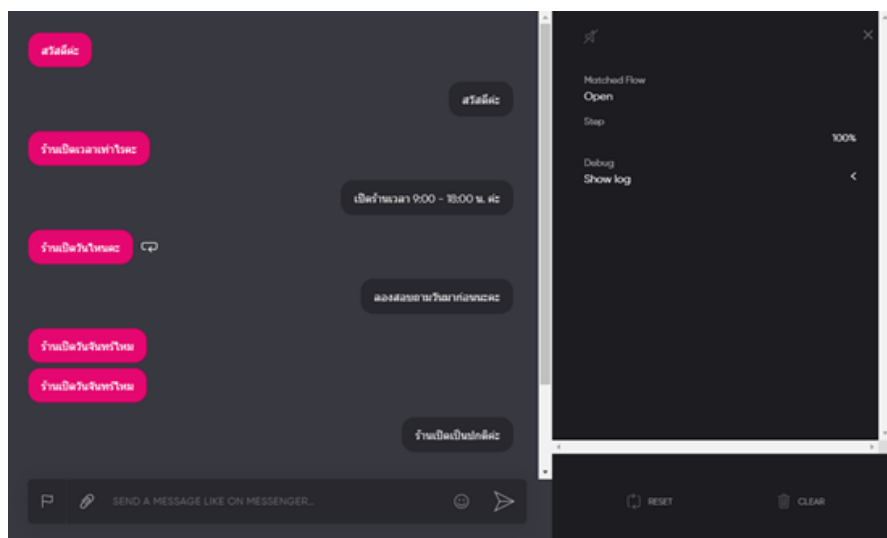 สวัสดีค่ะ
สวัสดีค่ะ
ร้านเปิดเวลาเท่าไรคะ
เปิดร้านเวลา 9:00 - 18:00 น. ค่ะ
ร้านเปิดวันไหนคะ
ลองสอบถามวันมาก่อนนะคะ
ร้านเปิดวันจันทร์ไหม
ร้านเปิดวันจันทร์ไหม
ร้านเปิดเป็นปกติค่ะ
SEND A MESSAGE LIKE ON MESSENGER...
Matched Flow
Open
Step
100%
Debug
Show log
RESET
CLEAR